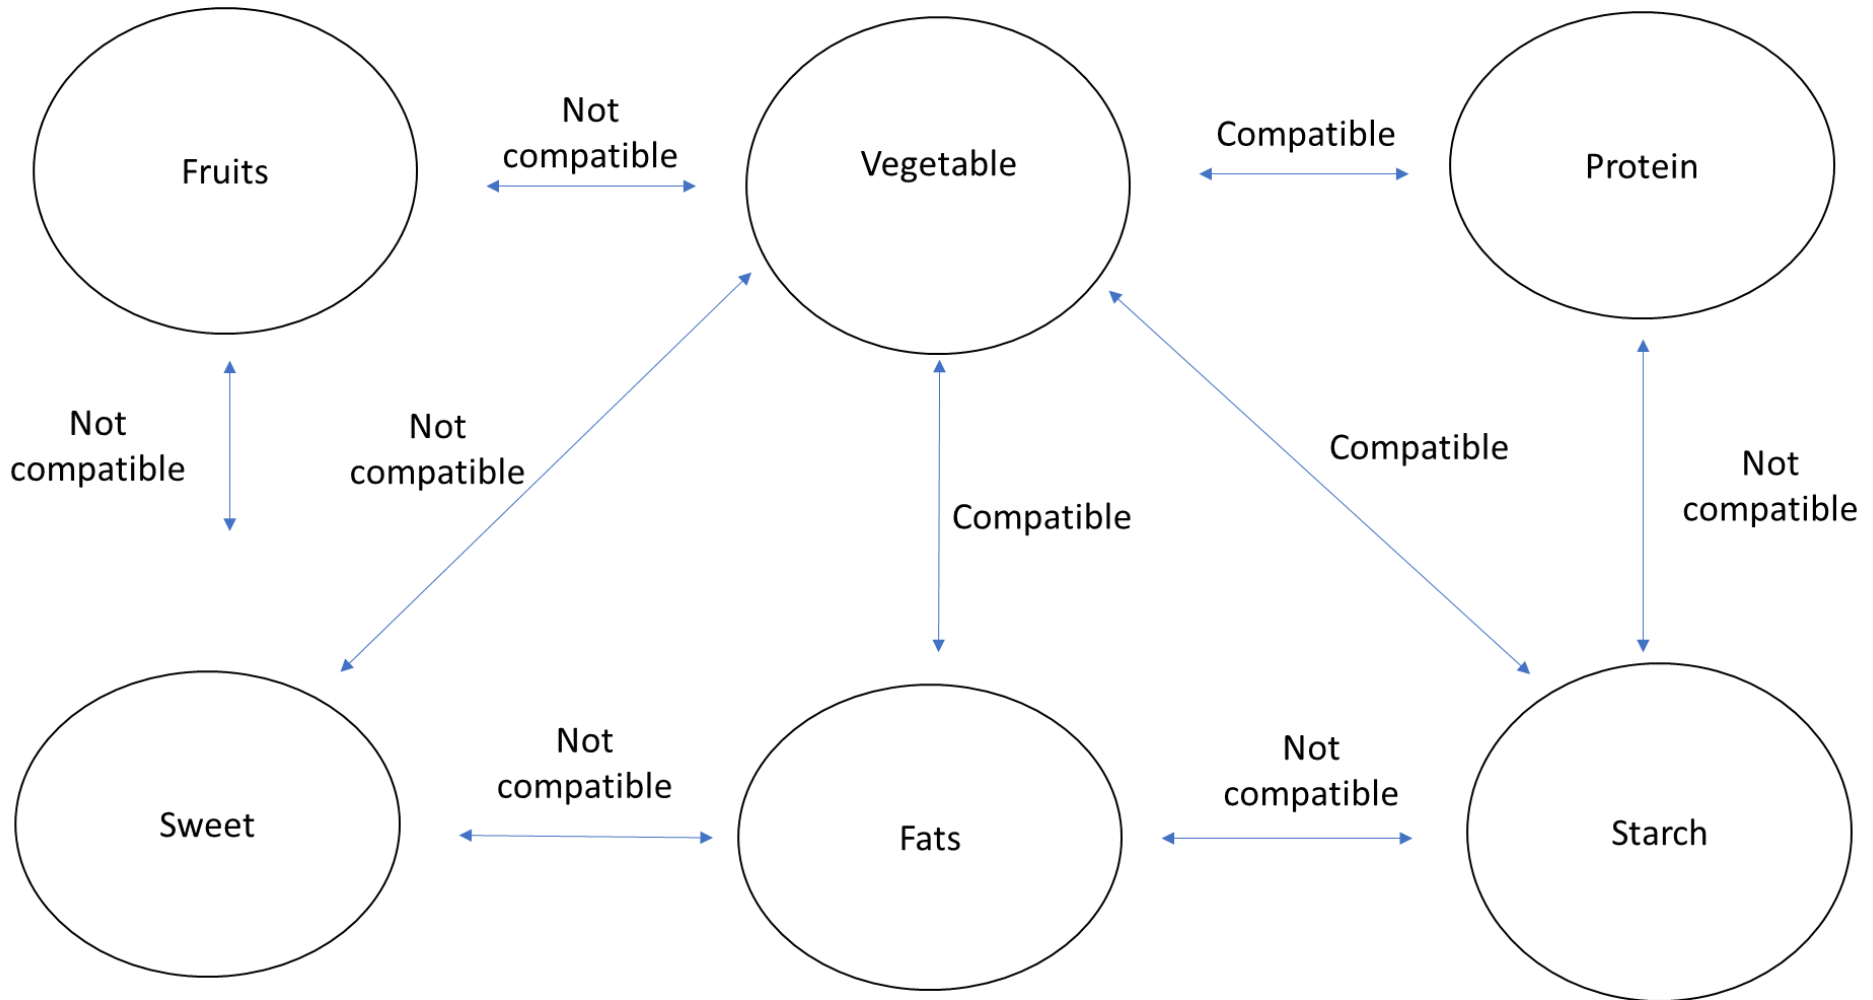 Fruits
Not
compatible
Vegetable
Compatible
Protein
Not
compatible
Not
compatible
Compatible
Compatible
Not
compatible
Sweet
Not
compatible
Fats
Not
compatible
Starch